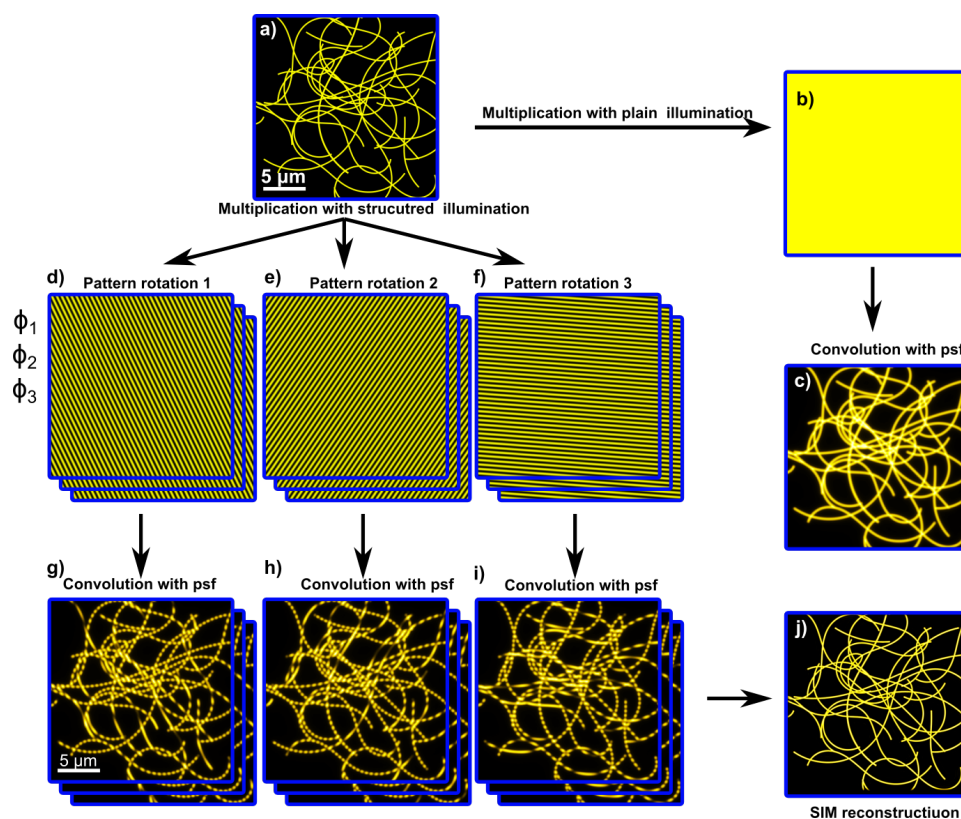 a)
5 µm
Multiplication with plain illumination
b)
Multiplication with strucutred illumination
d)
Pattern rotation 1
e)
Pattern rotation 2
f)
Pattern rotation 3
ϕ1
ϕ2
ϕ3
Convolution with psf
c)
g)
Convolution with psf
h)
Convolution with psf
i)
Convolution with psf
5 µm
j)
SIM reconstructiuon